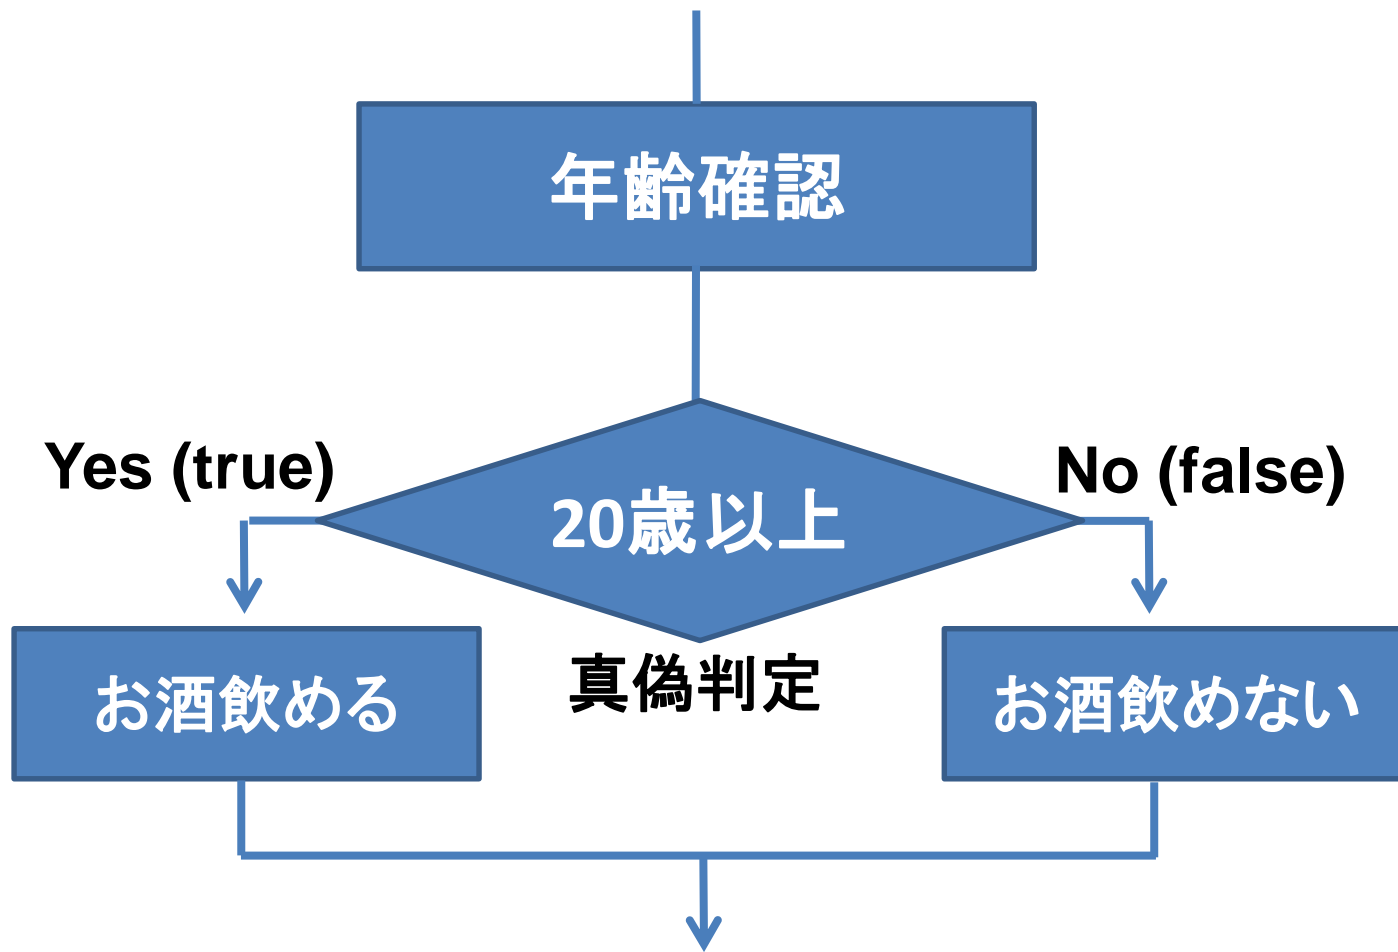 年齢確認
Yes (true)
No (false)
20歳以上
真偽判定
お酒飲める
お酒飲めない